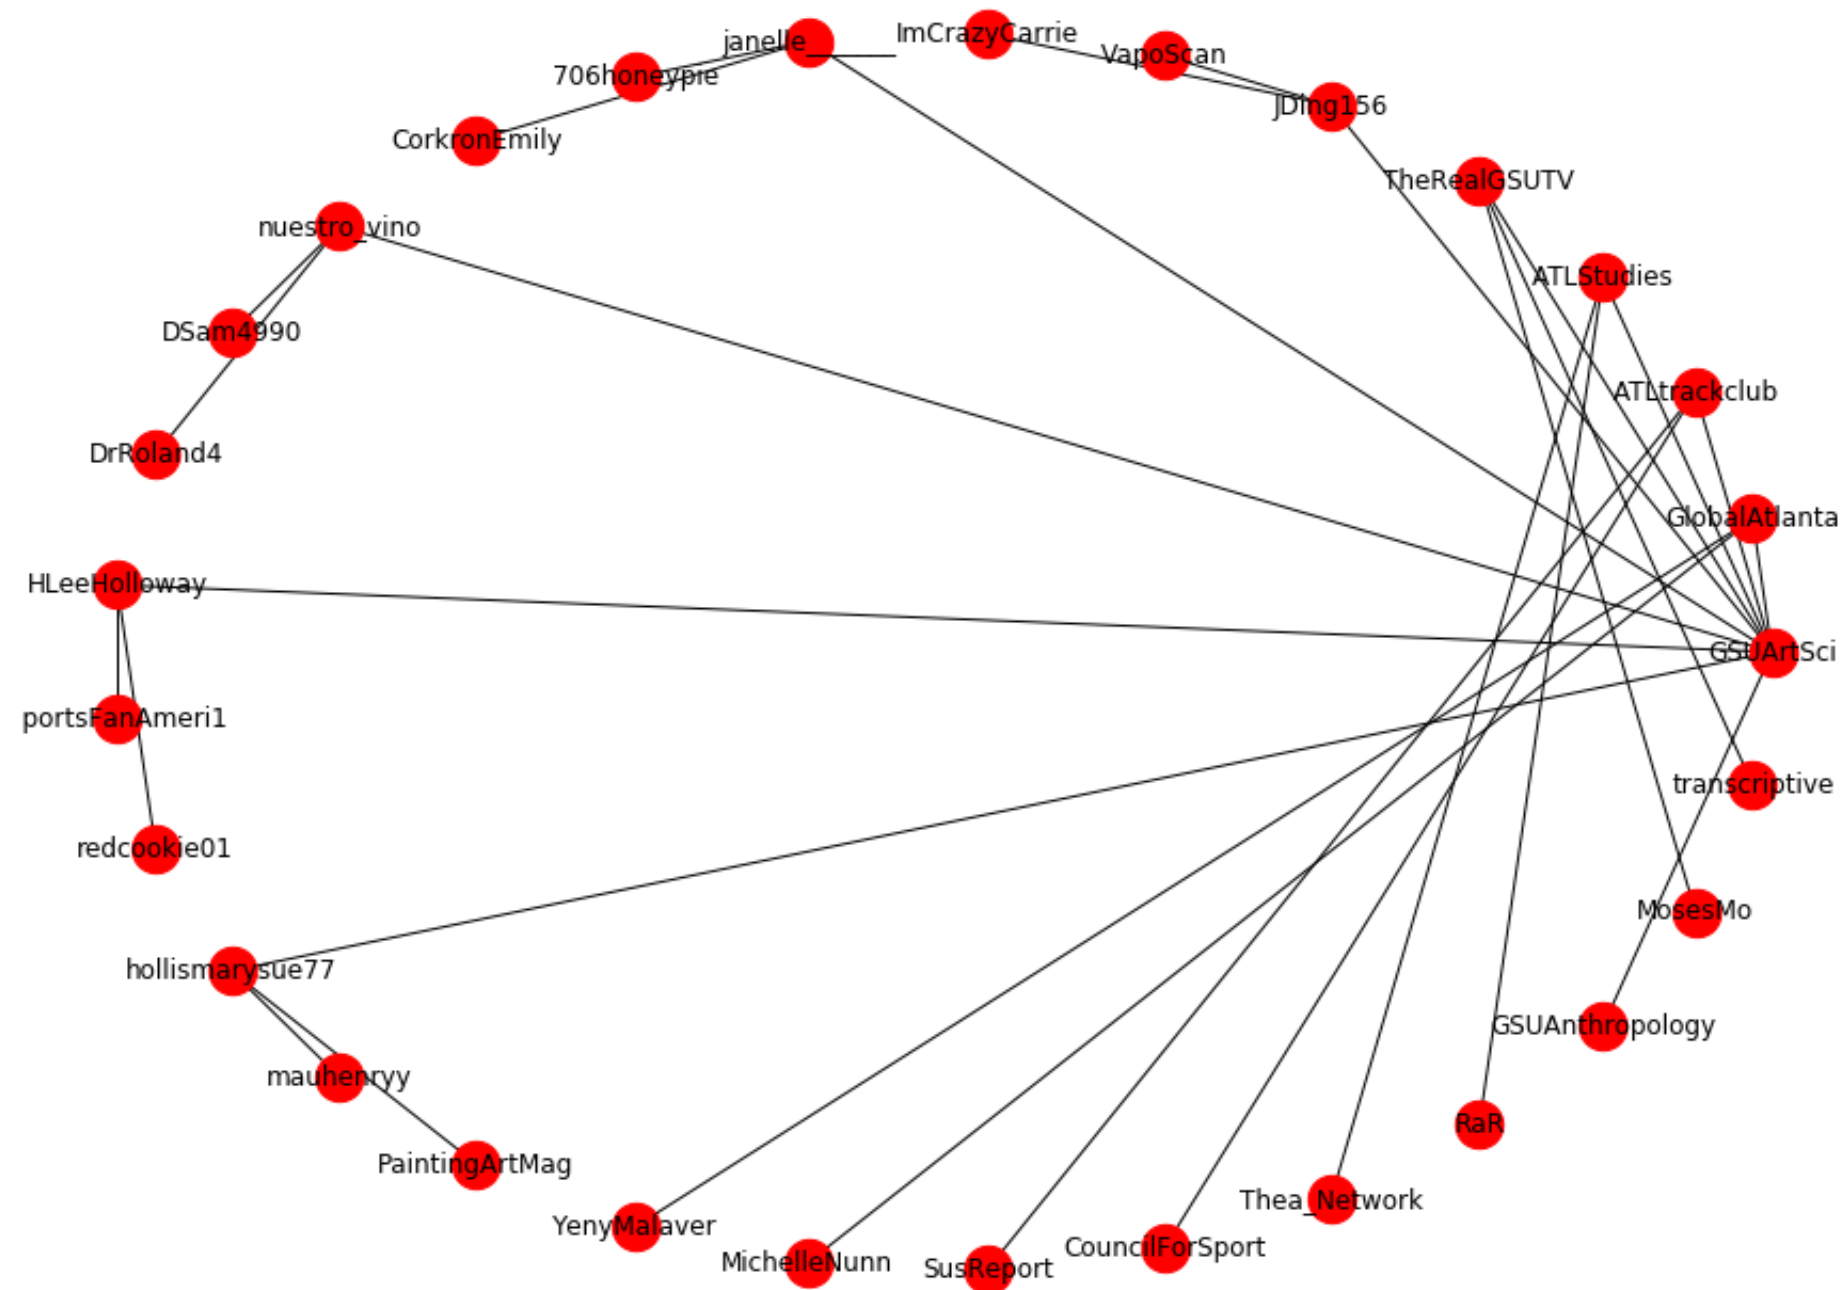 ImCrazyCarrie
janelle______
VapoScan
706honeypie
JDing156
CorkronEmily
TheRealGSUTV
nuestro_vino
ATLStudies
DSam4990
ATLtrackclub
DrRoland4
GlobalAtlanta
HLeeHolloway
GSUArtSci
portsFanAmeri1
transcriptive
redcookie01
MosesMo
hollismarysue77
GSUAnthropology
mauhenryy
RaR
PaintingArtMag
Thea_Network
YenyMalaver
CouncilForSport
MichelleNunn
SusReport